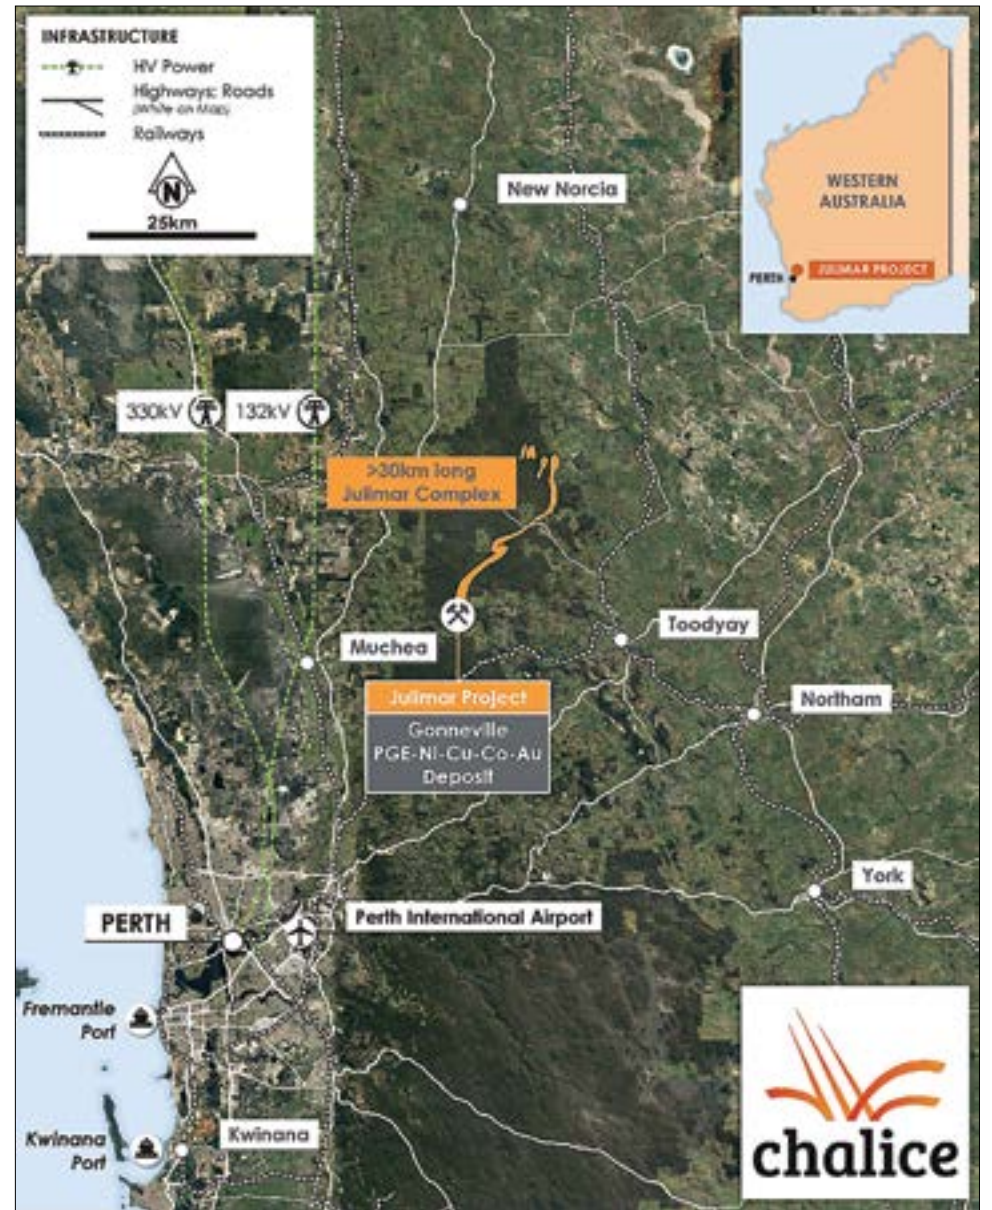 INFRASTRUCTURE
HV Power
Highways; Roads
(White on Map)
Railways
N
25km
New Norcia
WESTERN
AUSTRALIA
PERTH
JULIMAR PROJECT
330kV
132kV
>30km long
Julimar Complex
Toodyay
Muchea
Julimar Project
Gonneville
PGE-Ni-Cu-Co-Au
Deposit
Northam
York
PERTH
Perth International Airport
Fremantle
Port
Kwinana
Kwinana
Port
chalice